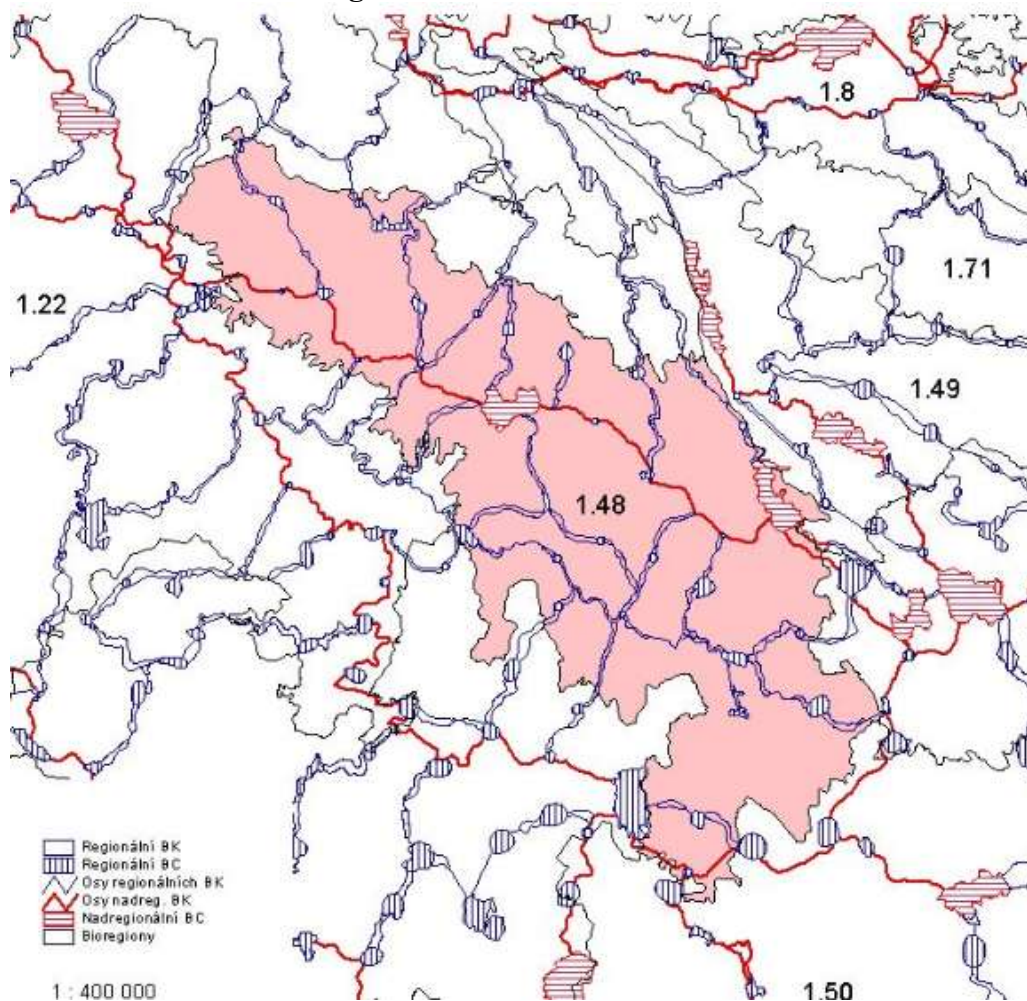 1.8
1.71
1.22
1.49
1.48
Regionální BK
Regionální BC
Osy regionálních BK
Osy nadreg. BK
Nadregionální BC
Bioregiony
1 : 400 000
1.50